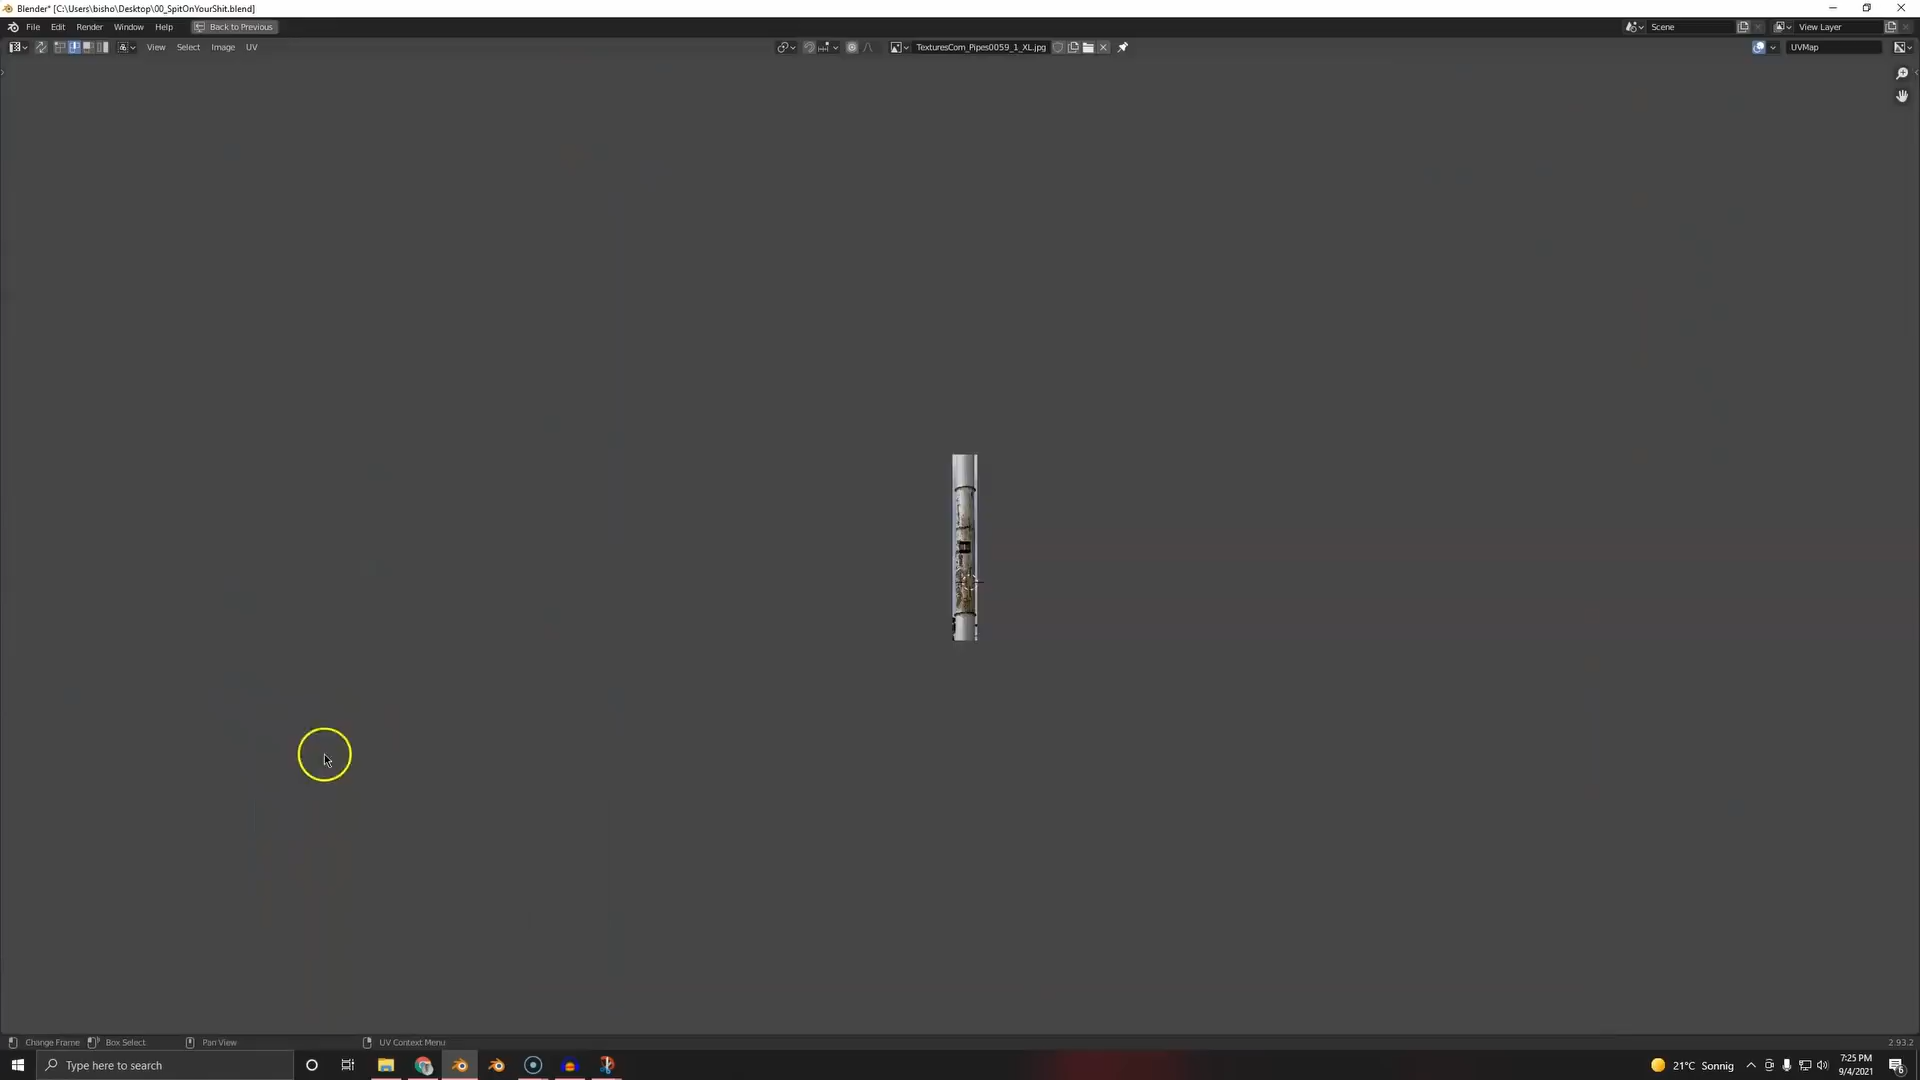 Blender* [C:\Users\bisho\Desktop\00_SpitOnYourShit.blend]
File Edit Render Window Help Back to Previous Scene View Layer
View Select Image UV TexturesCom_Pipes0059_1_XL.jpg UVMap
Change Frame Box Select Pan View UV Context Menu 2.93.2
Type here to search 21°C Sonnig 7:25 PM
9/4/2021
6